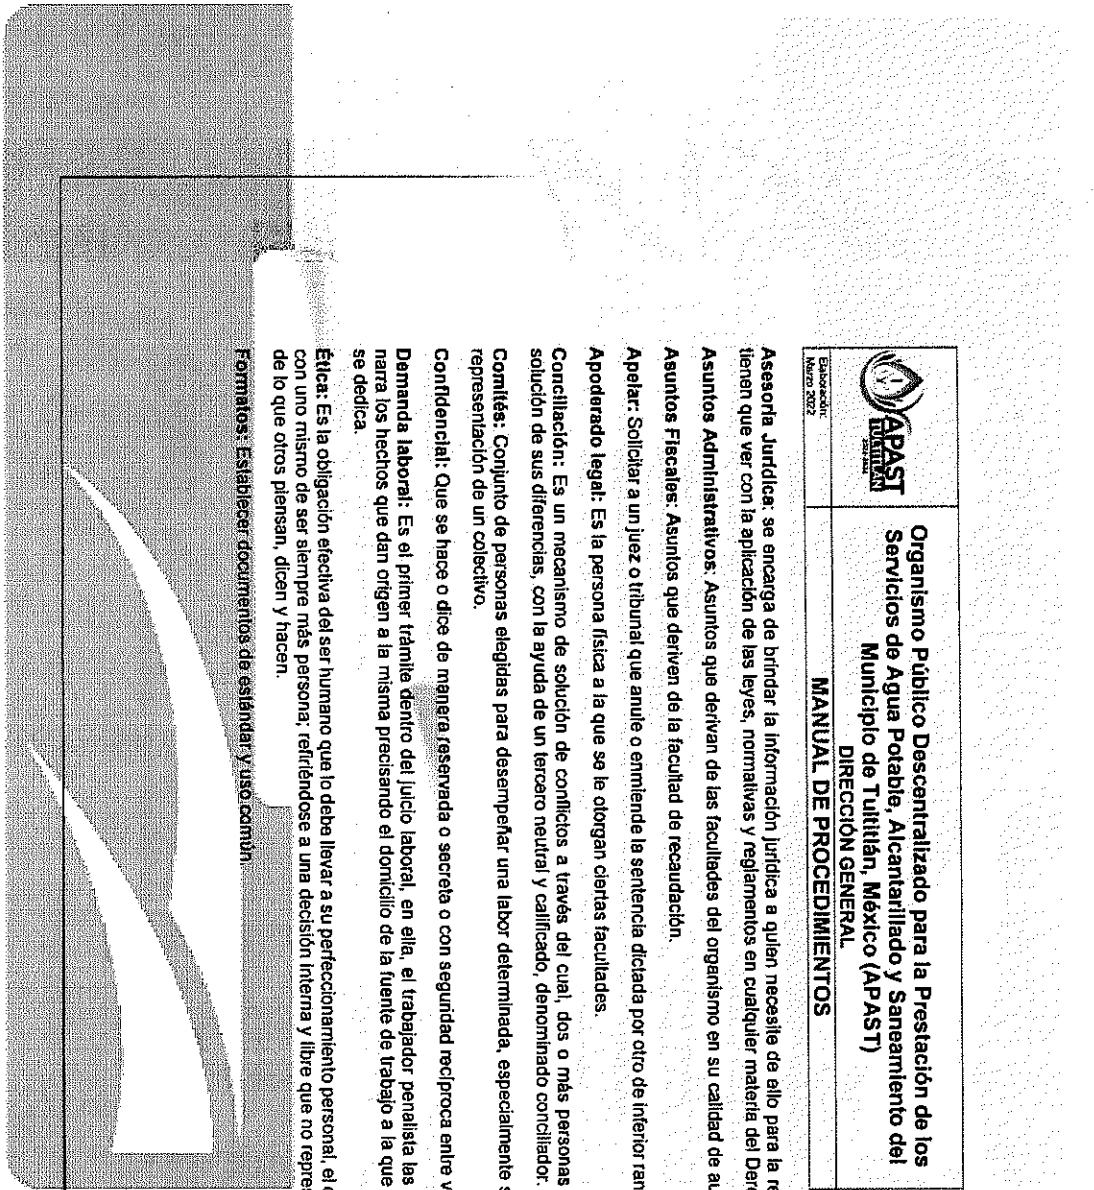 APAST
TULTITLÁN
Organismo Público Descentralizado para la Prestación de los
Servicios de Agua Potable, Alcantarillado y Saneamiento del
Municipio de Tultitlán, México (APAST)
DIRECCIÓN GENERAL
Elaboración:
Marzo 2022
MANUAL DE PROCEDIMIENTOS
Asesoría Jurídica: se encarga de brindar la información jurídica a quien necesite de ello para la
tienen que ver con la aplicación de las leyes, normativas y reglamentos en cualquier materia del
Asuntos Administrativos: Asuntos que derivan de las facultades del organismo en su calidad de
Asuntos Fiscales: Asuntos que deriven de la facultad de recaudación.
Apelar: Solicitar a un juez o tribunal que anule o enmiende la sentencia dictada por otro de inferior
Apoderado legal: Es la persona física a la que se le otorgan ciertas facultades.
Conciliación: Es un mecanismo de solución de conflictos a través del cual, dos o más personas
solución de sus diferencias, con la ayuda de un tercero neutral y calificado, denominado conciliador.
Comités: Conjunto de personas elegidas para desempeñar una labor determinada, especialmente
representación de un colectivo.
Confidencial: Que se hace o dice de manera reservada o secreta o con seguridad recíproca entre
Demanda laboral: Es el primer trámite dentro del juicio laboral, en ella, el trabajador penalista las
narra los hechos que dan origen a la misma precisando el domicilio de la fuente de trabajo a la que
se dedica.
Ética: Es la obligación efectiva del ser humano que lo debe llevar a su perfeccionamiento personal, el
con uno mismo de ser siempre más persona; refiriéndose a una decisión interna y libre que no
de lo que otros piensan, dicen y hacen.
Formatos: Establecer documentos de estándar y uso común.